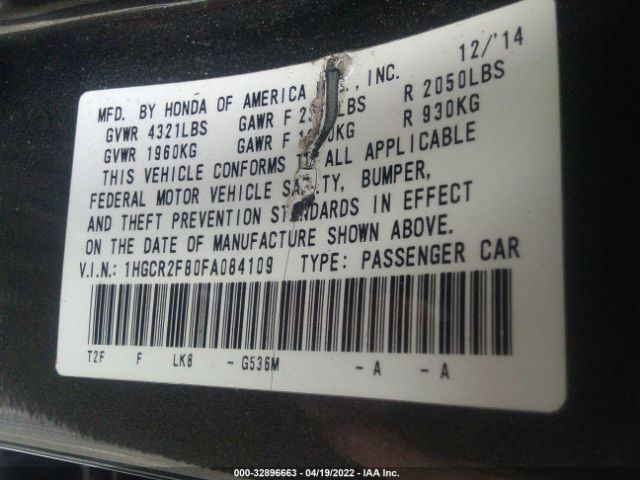 12/'14
MFD. BY HONDA OF AMERICA , INC.
GVWR 4321LBS GAWR F LBS R 2050LBS
GVWR 1960KG GAWR F KG R 930KG
THIS VEHICLE CONFORMS ALL APPLICABLE
FEDERAL MOTOR VEHICLE , BUMPER,
AND THEFT PREVENTION IN EFFECT
ON THE DATE OF MANUFACTURE SHOWN ABOVE.
V.I.N.: 1HGCR2F80FA084109 TYPE: PASSENGER CAR
T2F F LK8 - G536M - A - A
000-32896663 - 04/19/2022 - IAA Inc.